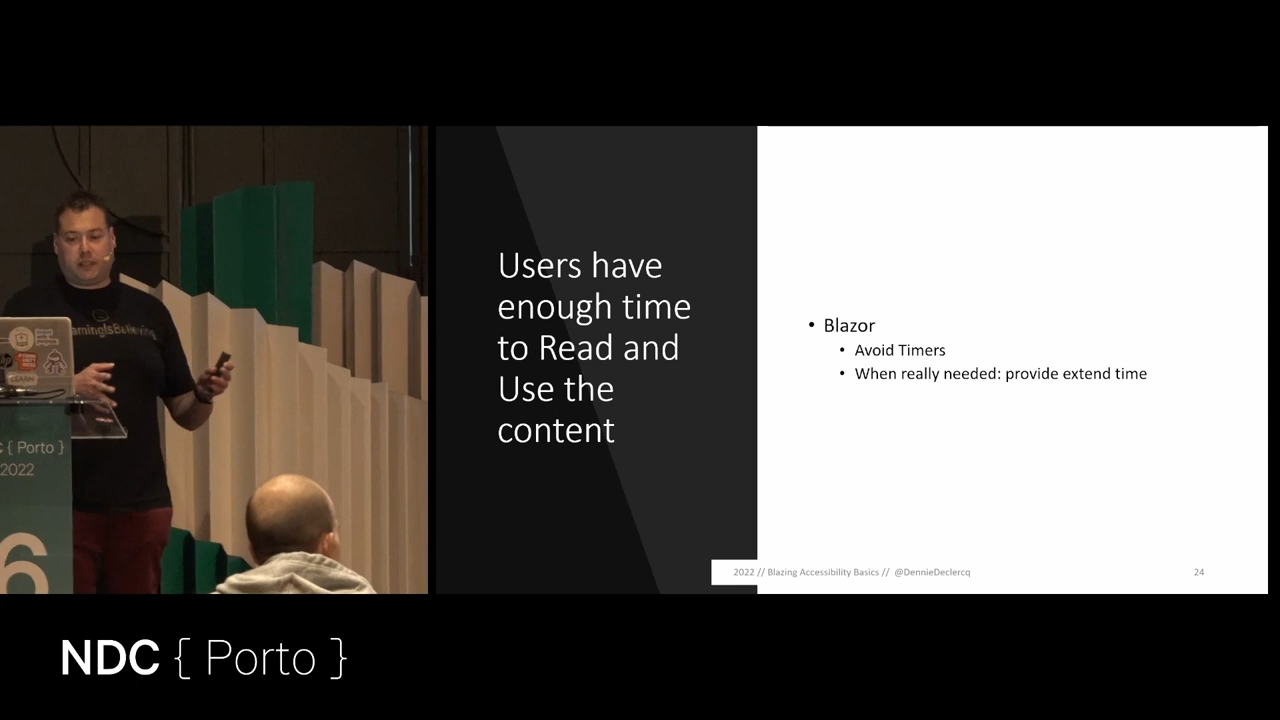 Users have
enough time
to Read and
Use the
content
• Blazor
• Avoid Timers
• When really needed: provide extend time
2022 // Blazing Accessibility Basics // @DennieDeclercq
24
{ Porto }
2022
6
hp
NDC { Porto }